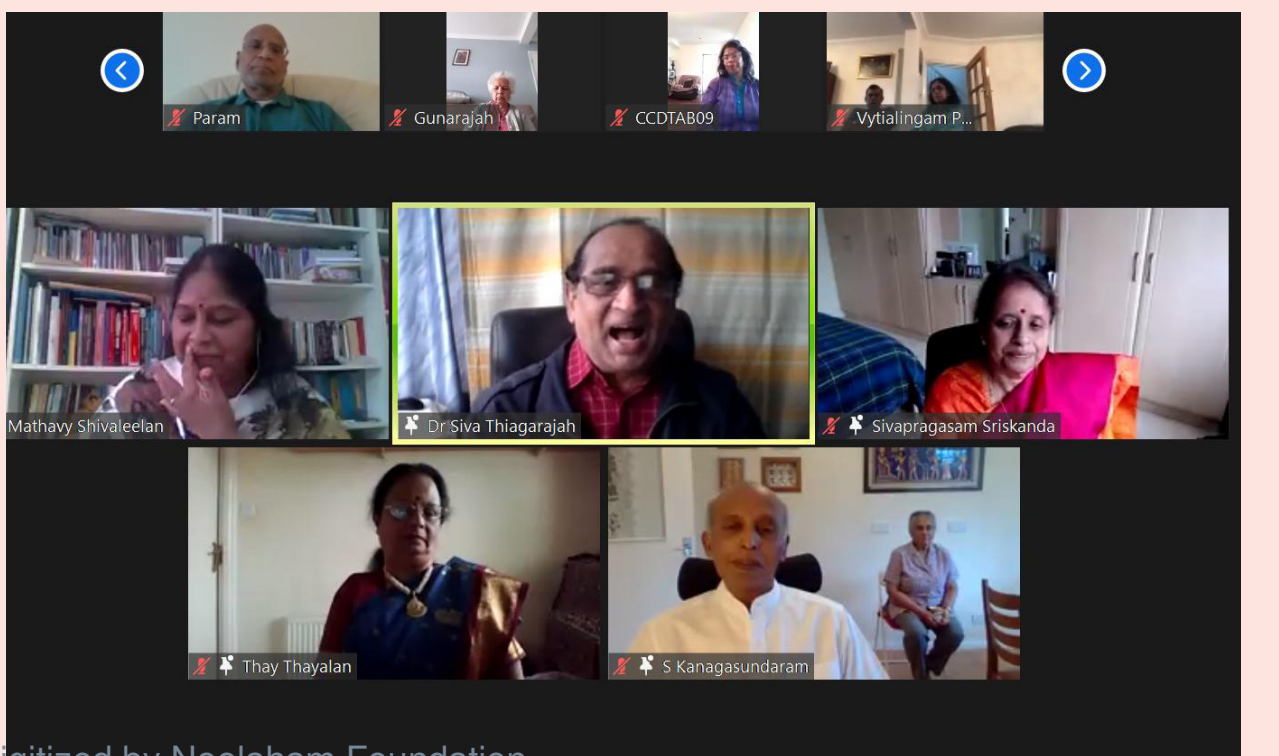 Param
Gunarajah
CCDTAB09
Vytialingam P...
Mathavy Shivaleelan
Dr Siva Thiagarajah
Sivapragasam Sriskanda
Thay Thayalan
S Kanagasundaram
igitized by Noolaham Foundation